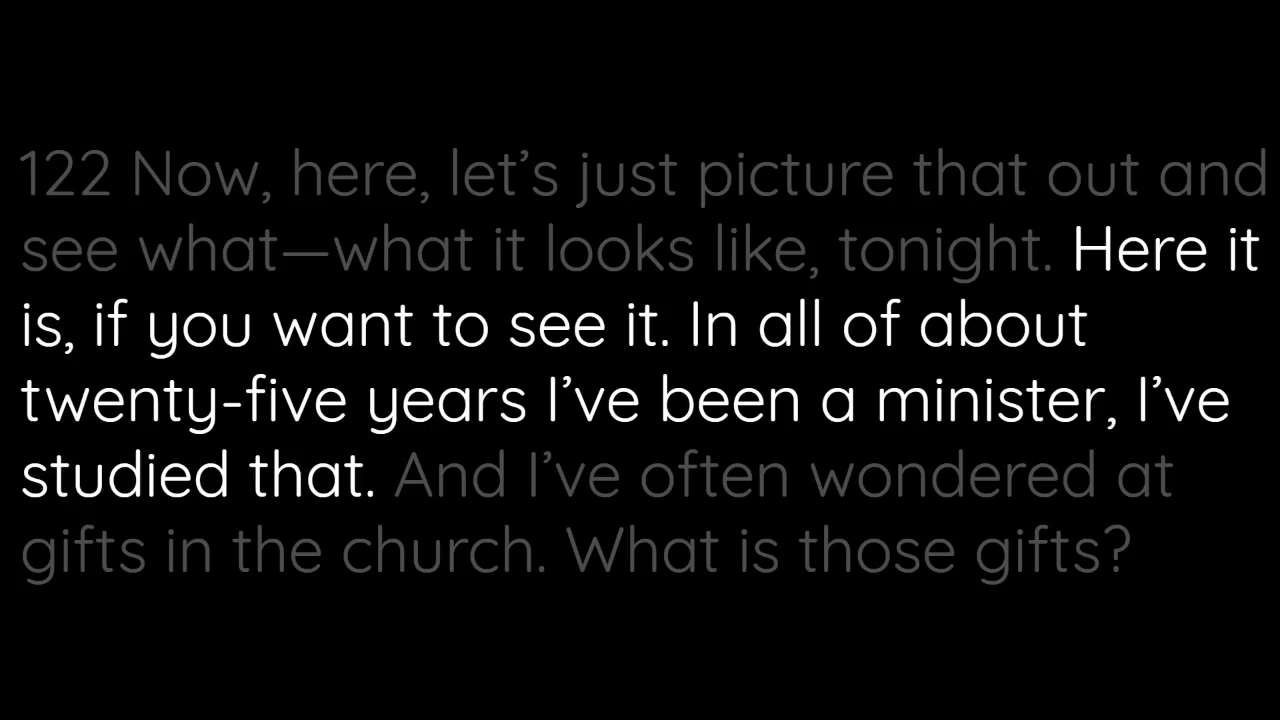 122 Now, here, let’s just picture that out and
see what—what it looks like, tonight. Here it
is, if you want to see it. In all of about
twenty-five years I’ve been a minister, I’ve
studied that. And I’ve often wondered at
gifts in the church. What is those gifts?